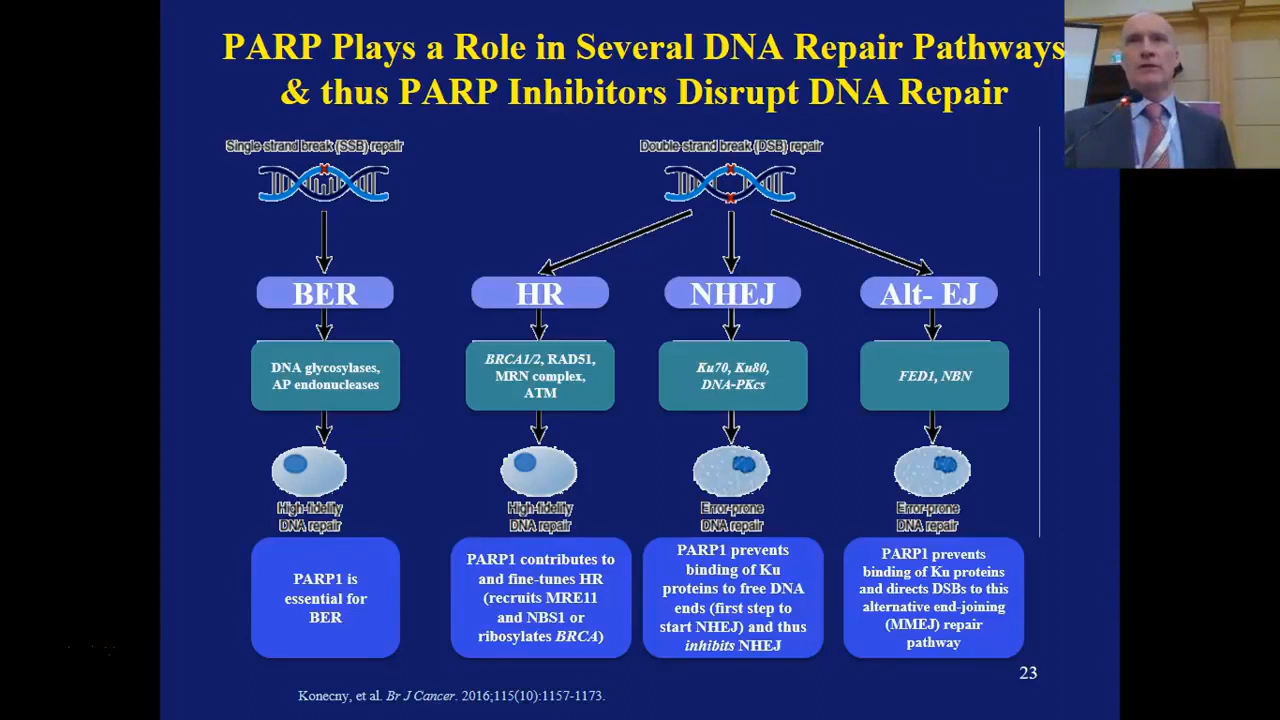 PARP Plays a Role in Several DNA Repair Pathways
& thus PARP Inhibitors Disrupt DNA Repair
Single-strand break (SSB) repair
Double-strand break (DSB) repair
BER
HR
NHEJ
Alt- EJ
DNA glycosylases,
AP endonucleases
BRCA1/2, RAD51,
MRN complex,
ATM
Ku70, Ku80,
DNA-PKcs
FED1, NBN
High-fidelity
DNA repair
High-fidelity
DNA repair
Error-prone
DNA repair
Error-prone
DNA repair
PARP1 is
essential for
BER
PARP1 contributes to
and fine-tunes HR
(recruits MRE11
and NBS1 or
ribosylates BRCA)
PARP1 prevents
binding of Ku
proteins to free DNA
ends (first step to
start NHEJ) and thus
inhibits NHEJ
PARP1 prevents
binding of Ku proteins
and directs DSBs to this
alternative end-joining
(MMEJ) repair
pathway
23
Konecny, et al. Br J Cancer. 2016;115(10):1157-1173.